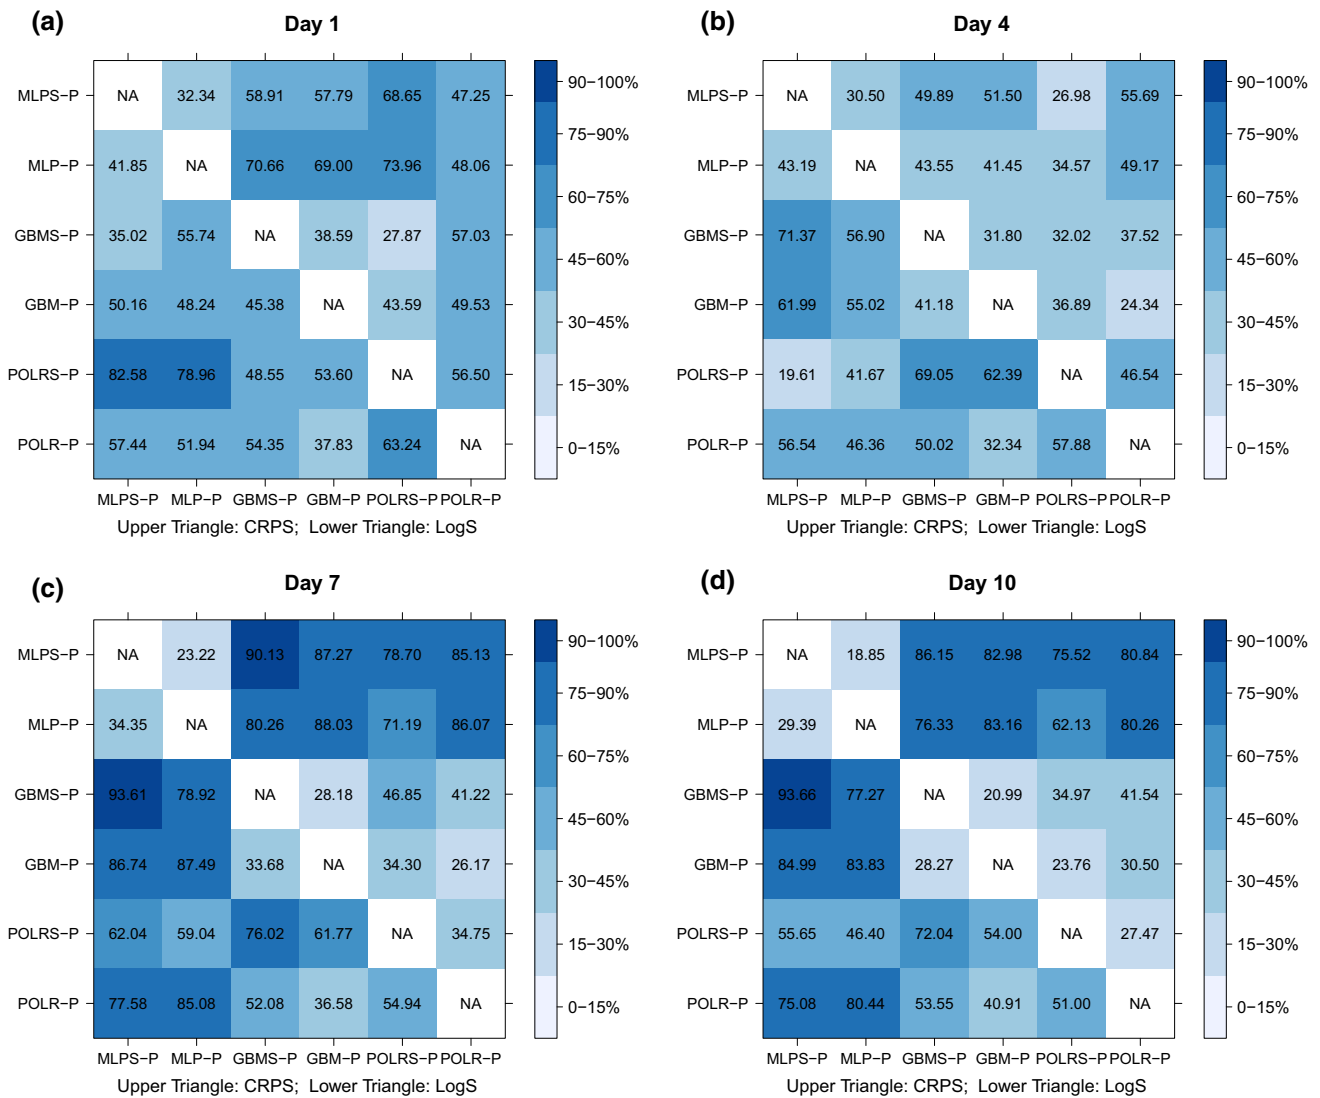 (a) Day 1
MLPS−P NA 32.34 58.91 57.79 68.65 47.25
MLP−P 41.85 NA 70.66 69.00 73.96 48.06
GBMS−P 35.02 55.74 NA 38.59 27.87 57.03
GBM−P 50.16 48.24 45.38 NA 43.59 49.53
POLRS−P 82.58 78.96 48.55 53.60 NA 56.50
POLR−P 57.44 51.94 54.35 37.83 63.24 NA
MLPS−P MLP−P GBMS−P GBM−P POLRS−P POLR−P
Upper Triangle: CRPS; Lower Triangle: LogS
90−100%
75−90%
60−75%
45−60%
30−45%
15−30%
0−15%
(b) Day 4
MLPS−P NA 30.50 49.89 51.50 26.98 55.69
MLP−P 43.19 NA 43.55 41.45 34.57 49.17
GBMS−P 71.37 56.90 NA 31.80 32.02 37.52
GBM−P 61.99 55.02 41.18 NA 36.89 24.34
POLRS−P 19.61 41.67 69.05 62.39 NA 46.54
POLR−P 56.54 46.36 50.02 32.34 57.88 NA
MLPS−P MLP−P GBMS−P GBM−P POLRS−P POLR−P
Upper Triangle: CRPS; Lower Triangle: LogS
90−100%
75−90%
60−75%
45−60%
30−45%
15−30%
0−15%
(c) Day 7
MLPS−P NA 23.22 90.13 87.27 78.70 85.13
MLP−P 34.35 NA 80.26 88.03 71.19 86.07
GBMS−P 93.61 78.92 NA 28.18 46.85 41.22
GBM−P 86.74 87.49 33.68 NA 34.30 26.17
POLRS−P 62.04 59.04 76.02 61.77 NA 34.75
POLR−P 77.58 85.08 52.08 36.58 54.94 NA
MLPS−P MLP−P GBMS−P GBM−P POLRS−P POLR−P
Upper Triangle: CRPS; Lower Triangle: LogS
90−100%
75−90%
60−75%
45−60%
30−45%
15−30%
0−15%
(d) Day 10
MLPS−P NA 18.85 86.15 82.98 75.52 80.84
MLP−P 29.39 NA 76.33 83.16 62.13 80.26
GBMS−P 93.66 77.27 NA 20.99 34.97 41.54
GBM−P 84.99 83.83 28.27 NA 23.76 30.50
POLRS−P 55.65 46.40 72.04 54.00 NA 27.47
POLR−P 75.08 80.44 53.55 40.91 51.00 NA
MLPS−P MLP−P GBMS−P GBM−P POLRS−P POLR−P
Upper Triangle: CRPS; Lower Triangle: LogS
90−100%
75−90%
60−75%
45−60%
30−45%
15−30%
0−15%